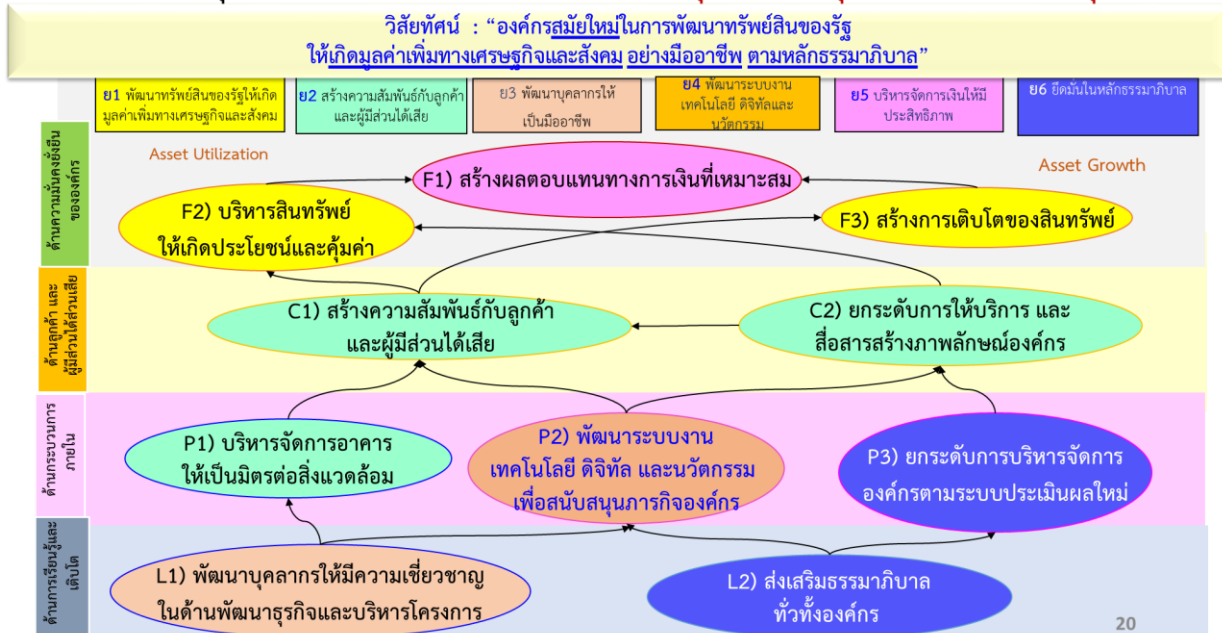 วิสัยทัศน์ : “องค์กรสมัยใหม่ในการพัฒนาทรัพย์สินของรัฐ
ให้เกิดมูลค่าเพิ่มทางเศรษฐกิจและสังคม อย่างมืออาชีพ ตามหลักธรรมาภิบาล”
ย1 พัฒนาทรัพย์สินของรัฐให้เกิด
มูลค่าเพิ่มทางเศรษฐกิจและสังคม
ย2 สร้างความสัมพันธ์กับลูกค้า
และผู้มีส่วนได้เสีย
ย3 พัฒนาบุคลากรให้
เป็นมืออาชีพ
ย4 พัฒนาระบบงาน
เทคโนโลยี ดิจิทัลและ
นวัตกรรม
ย5 บริหารจัดการเงินให้มี
ประสิทธิภาพ
ย6 ยึดมั่นในหลักธรรมาภิบาล
ด้านความมั่นคงยั่งยืน
ขององค์กร
Asset Utilization
Asset Growth
F1) สร้างผลตอบแทนทางการเงินที่เหมาะสม
F2) บริหารสินทรัพย์
ให้เกิดประโยชน์และคุ้มค่า
F3) สร้างการเติบโตของสินทรัพย์
ด้านลูกค้า และ
ผู้มีส่วนได้ส่วนเสีย
C1) สร้างความสัมพันธ์กับลูกค้า
และผู้มีส่วนได้เสีย
C2) ยกระดับการให้บริการ และ
สื่อสารสร้างภาพลักษณ์องค์กร
ด้านกระบวนการ
ภายใน
P1) บริหารจัดการอาคาร
ให้เป็นมิตรต่อสิ่งแวดล้อม
P2) พัฒนาระบบงาน
เทคโนโลยี ดิจิทัล และนวัตกรรม
เพื่อสนับสนุนภารกิจองค์กร
P3) ยกระดับการบริหารจัดการ
องค์กรตามระบบประเมินผลใหม่
ด้านการเรียนรู้และ
เติบโต
L1) พัฒนาบุคลากรให้มีความเชี่ยวชาญ
ในด้านพัฒนาธุรกิจและบริหารโครงการ
L2) ส่งเสริมธรรมาภิบาล
ทั่วทั้งองค์กร
20